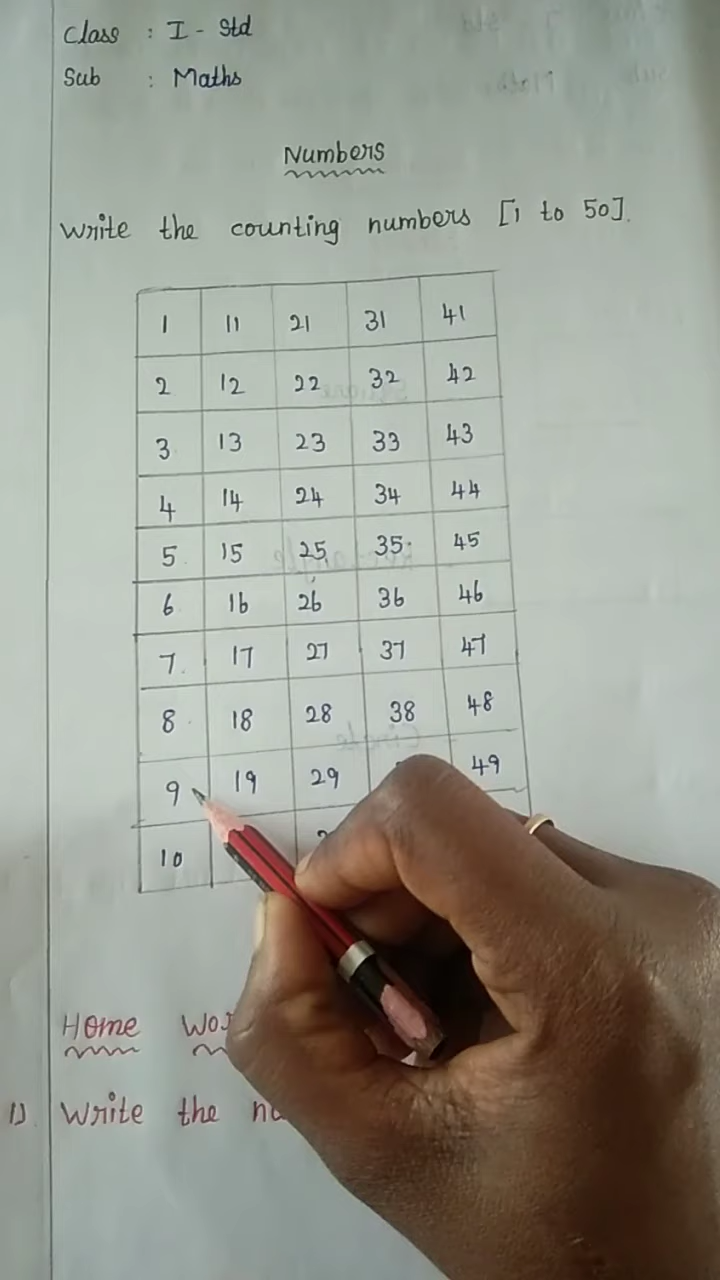 Class : I - Std
Sub : Maths
Numbers
Write the counting numbers [1 to 50].
1 11 21 31 41
2 12 22 32 42
3 13 23 33 43
4 14 24 34 44
5 15 25 35 45
6 16 26 36 46
7 17 27 37 47
8 18 28 38 48
9 19 29 49
10
Home
1) Write the